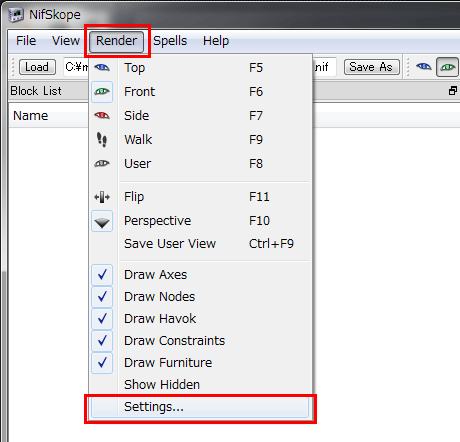 NifSkope
File View Render Spells Help
Load C:¥m nif Save As
Block List
Name
Top F5
Front F6
Side F7
Walk F9
User F8
Flip F11
Perspective F10
Save User View Ctrl+F9
Draw Axes
Draw Nodes
Draw Havok
Draw Constraints
Draw Furniture
Show Hidden
Settings...